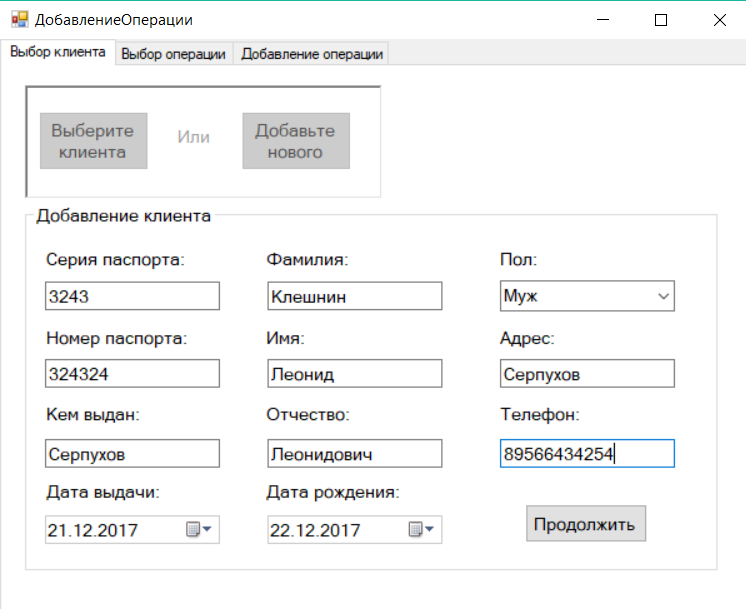 ДобавлениеОперации
Выбор клиента Выбор операции Добавление операции
Выберите
клиента
Или
Добавьте
нового
Добавление клиента
Серия паспорта: Фамилия: Пол:
3243 Клешнин Муж
Номер паспорта: Имя: Адрес:
324324 Леонид Серпухов
Кем выдан: Отчество: Телефон:
Серпухов Леонидович 89566434254
Дата выдачи: Дата рождения:
21.12.2017 22.12.2017 Продолжить